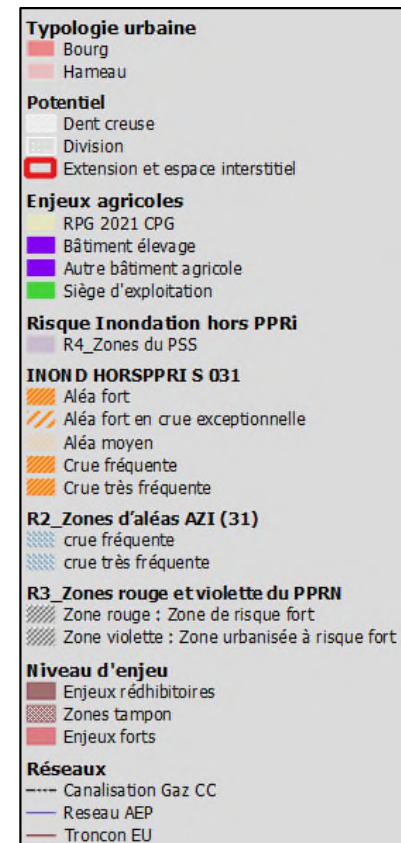 Typologie urbaine
Bourg
Hameau
Potentiel
Dent creuse
Division
Extension et espace interstitiel
Enjeux agricoles
RPG 2021 CPG
Bâtiment élevage
Autre bâtiment agricole
Siège d'exploitation
Risque Inondation hors PPRi
R4_Zones du PSS
INOND HORSPPRI S 031
Aléa fort
Aléa fort en crue exceptionnelle
Aléa moyen
Crue fréquente
Crue très fréquente
R2_Zones d'aléas AZI (31)
crue fréquente
crue très fréquente
R3_Zones rouge et violette du PPRN
Zone rouge : Zone de risque fort
Zone violette : Zone urbanisée à risque fort
Niveau d'enjeu
Enjeux rédhibitoires
Zones tampon
Enjeux forts
Réseaux
Canalisation Gaz CC
Reseau AEP
Troncon EU